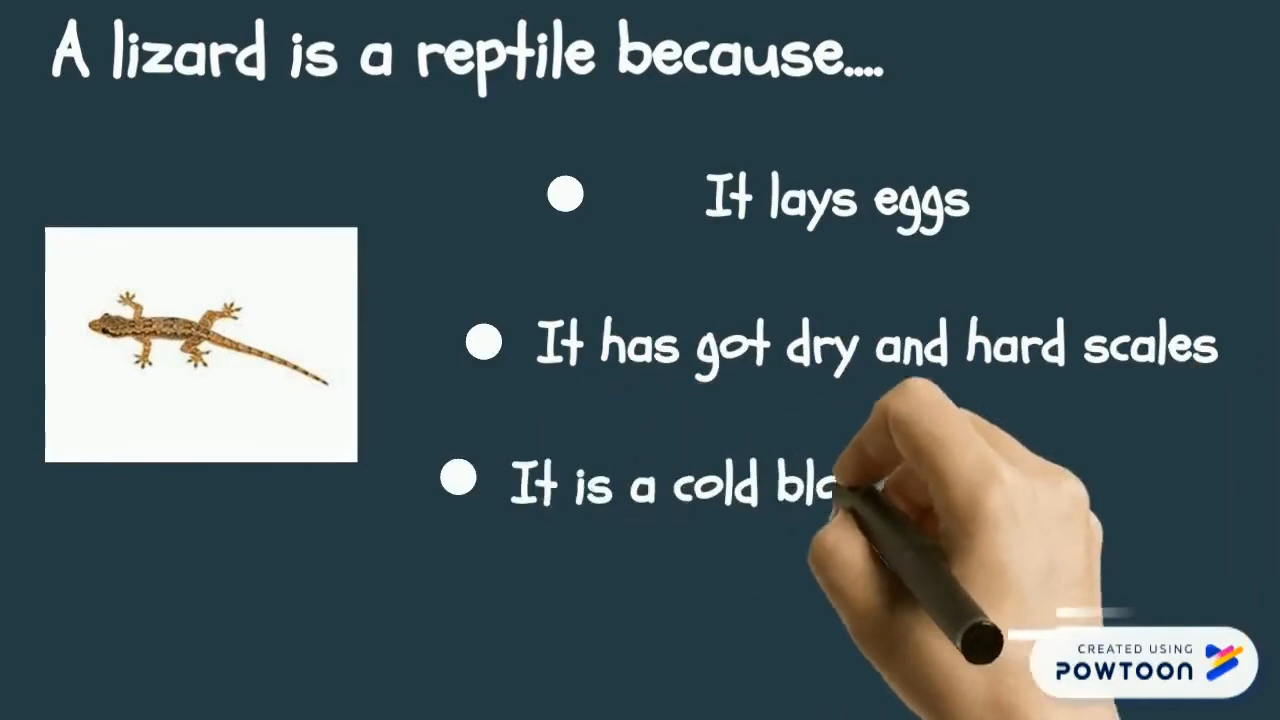 A lizard is a reptile because....
It lays eggs
It has got dry and hard scales
It is a cold
CREATED USING
POWTOON